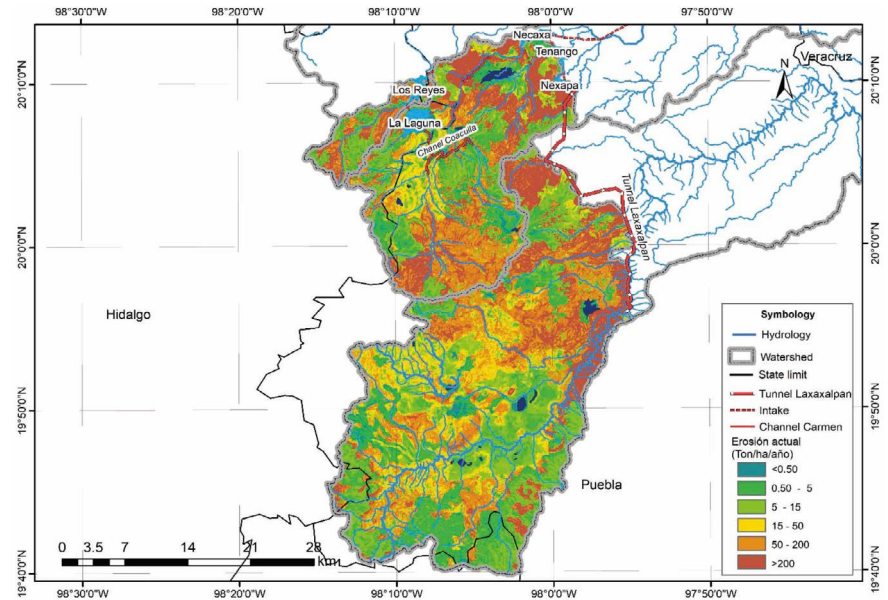 98°30'0"W
98°20'0"W
98°10'0"W
98°0'0"W
97°50'0"W
Necaxa
Tenango
Veracruz
N
20°10'0"N
20°10'0"N
Los Reyes
Nexapa
La Laguna
Chanel Coacuila
Tunnel Laxaxalpan
20°0'0"N
20°0'0"N
Hidalgo
Symbology
Hydrology
Watershed
State limit
Tunnel Laxaxalpan
Intake
Channel Carmen
Erosión actual
(Ton/ha/año)
<0.50
0.50 - 5
5 - 15
15 - 50
50 - 200
>200
19°50'0"N
19°50'0"N
Puebla
0 3.5 7 14 21 28
km
19°40'0"N
19°40'0"N
98°30'0"W
98°20'0"W
98°10'0"W
98°0'0"W
97°50'0"W